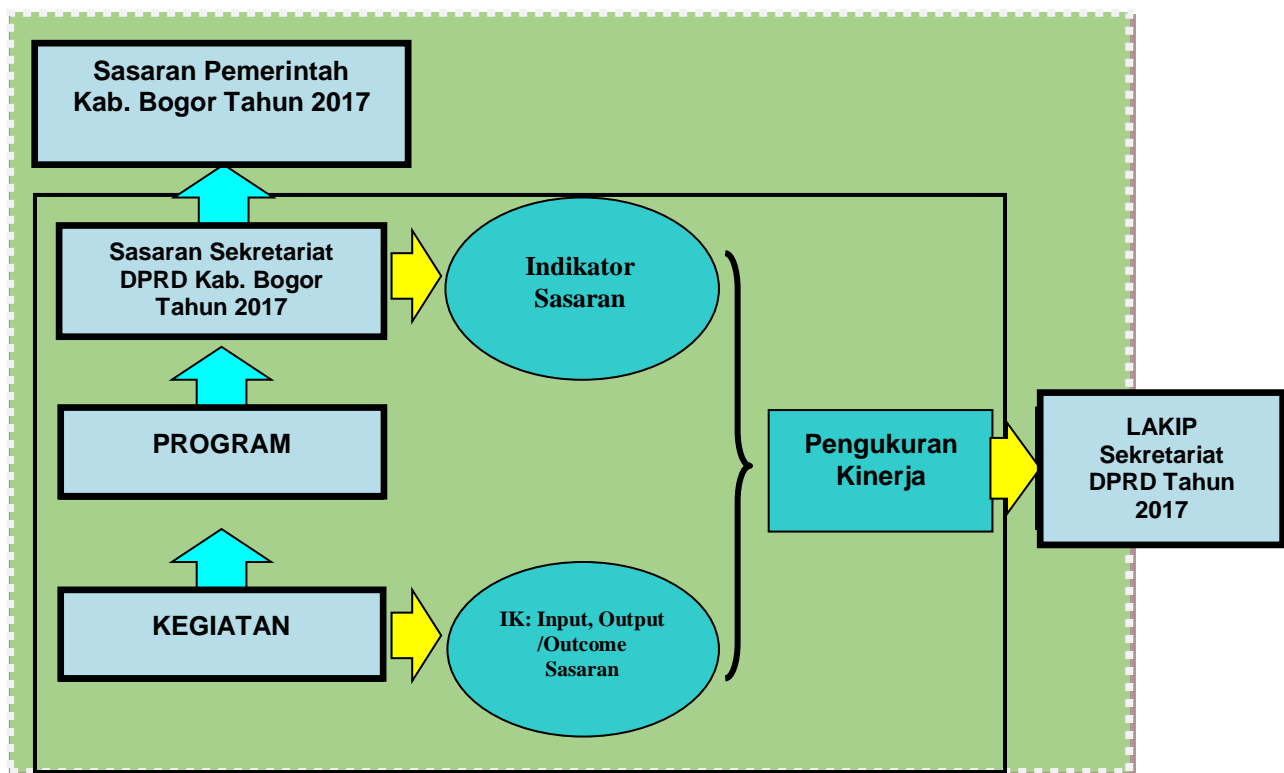 Sasaran Pemerintah
Kab. Bogor Tahun 2017
Sasaran Sekretariat
DPRD Kab. Bogor
Tahun 2017
Indikator
Sasaran
PROGRAM
Pengukuran
Kinerja
LAKIP
Sekretariat
DPRD Tahun
2017
KEGIATAN
IK: Input, Output
/Outcome
Sasaran